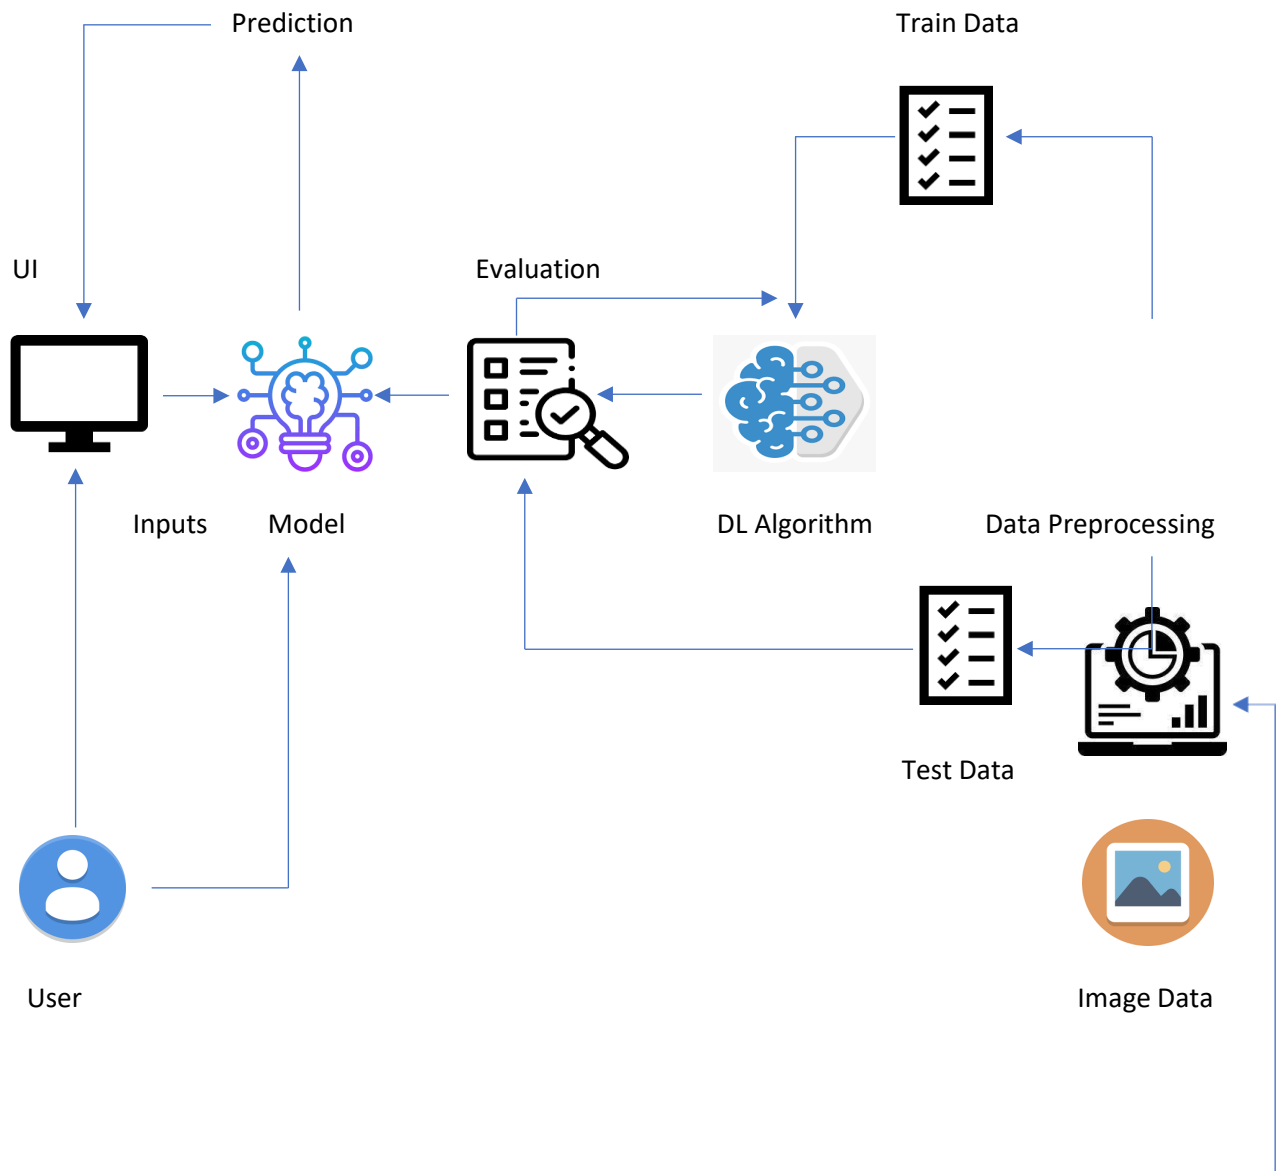 Prediction
Train Data
UI
Evaluation
Inputs
Model
DL Algorithm
Data Preprocessing
Test Data
User
Image Data